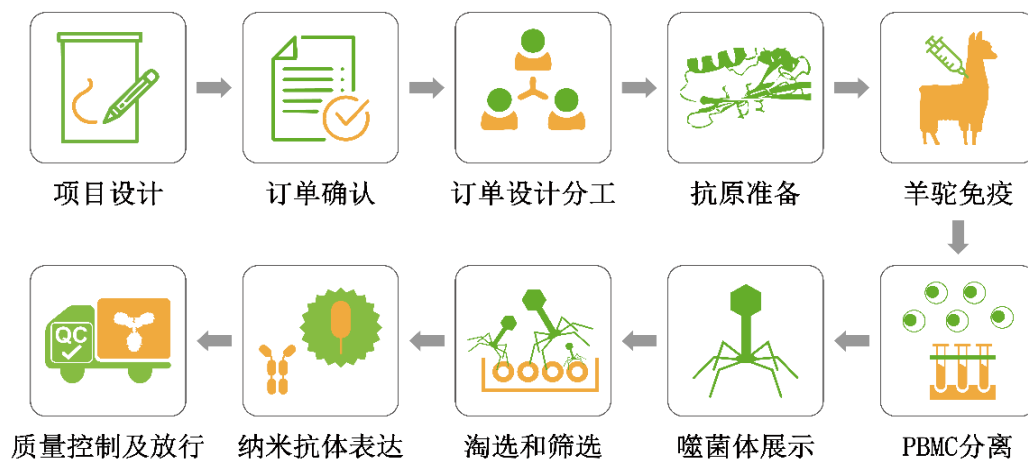 项目设计
订单确认
订单设计分工
抗原准备
羊驼免疫
PBMC分离
噬菌体展示
淘选和筛选
纳米抗体表达
QC
质量控制及放行